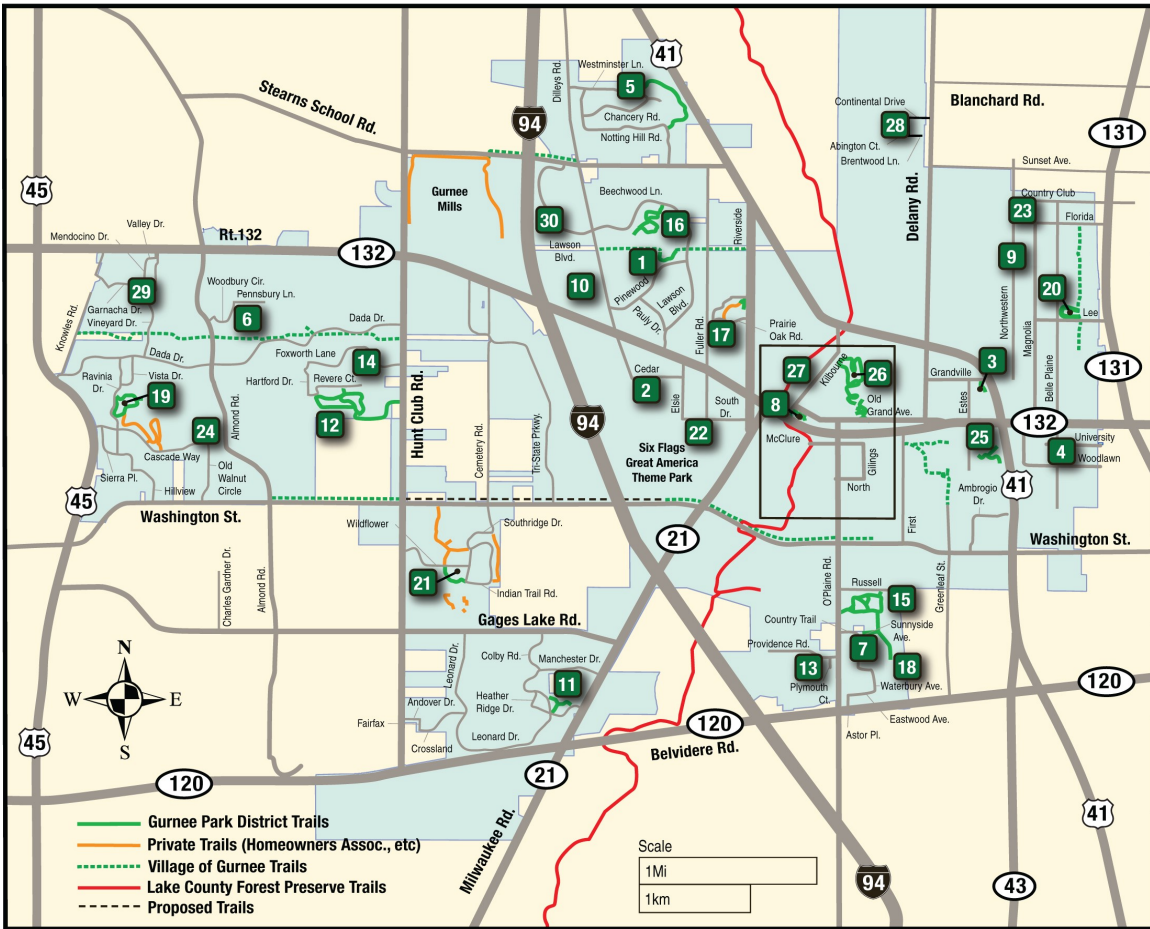 41
Westminster Ln.
5
Dilleys Rd.
Stearns School Rd.
Chancery Rd.
Notting Hill Rd.
94
Continental Drive
28
Abington Ct.
Brentwood Ln.
Blanchard Rd.
131
Sunset Ave.
45
Gurnee
Mills
Beechwood Ln.
30
16
Riverside
Delany Rd.
Country Club
23
Florida
Valley Dr.
Mendocino Dr.
Rt.132
132
Lawson
Blvd.
1
9
29
Woodbury Cir.
Pennsbury Ln.
10
Pinewood
Lawson
Blvd.
Pauly Dr.
20
Garnacha Dr.
Vineyard Dr.
6
Dada Dr.
Knowles Rd.
Fuller Rd.
17
Prairie
Oak Rd.
Northwestern
Magnolia
Lee
Dada Dr.
Foxworth Lane
14
Ravinia
Dr.
Vista Dr.
Hartford Dr.
Revere Ct.
Cedar
2
27
Kilbourne
26
Grandville
3
131
19
Almond Rd.
Hunt Club Rd.
Elsie
South
Dr.
8
Old
Grand Ave.
Estes
Belle Plaine
24
12
94
22
McClure
132
25
University
4
Woodlawn
Cascade Way
Cemetery Rd.
Tri-State Prkwy.
Six Flags
Great America
Theme Park
Gilings
Sierra Pl.
Hillview
Old
Walnut
Circle
North
Ambrogio
Dr.
41
45
Washington St.
Wildflower
Southridge Dr.
21
First
Washington St.
21
Indian Trail Rd.
Charles Gardner Dr.
Almond Rd.
O'Plaine Rd.
Russell
15
Greenleaf St.
Gages Lake Rd.
Country Trail
Sunnyside
Ave.
N
Colby Rd.
Manchester Dr.
Providence Rd.
7
18
W
E
Leonard Dr.
11
13
Plymouth
Ct.
Waterbury Ave.
120
Heather
Ridge Dr.
Andover Dr.
Fairfax
S
Eastwood Ave.
45
Crossland
Leonard Dr.
120
Belvidere Rd.
Astor Pl.
120
21
41
Gurnee Park District Trails
Private Trails (Homeowners Assoc., etc)
Village of Gurnee Trails
Lake County Forest Preserve Trails
Proposed Trails
Milwaukee Rd.
Scale
1Mi
1km
94
43